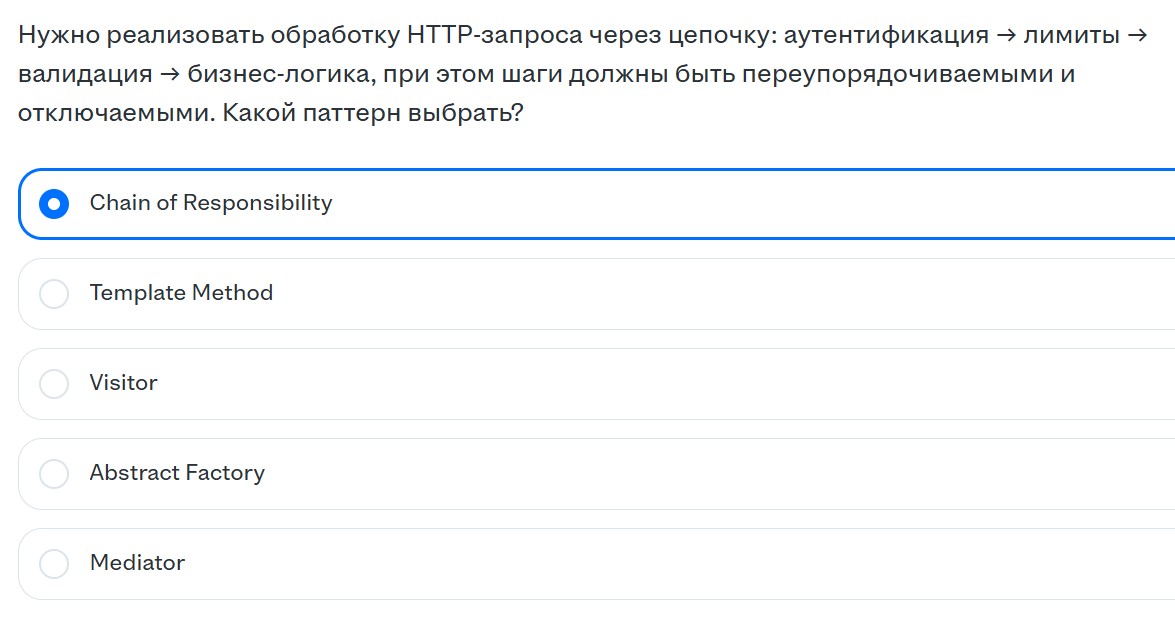 Нужно реализовать обработку HTTP-запроса через цепочку: аутентификация → лимиты →
валидация → бизнес-логика, при этом шаги должны быть переупорядочиваемыми и
отключаемыми. Какой паттерн выбрать?
Chain of Responsibility
Template Method
Visitor
Abstract Factory
Mediator